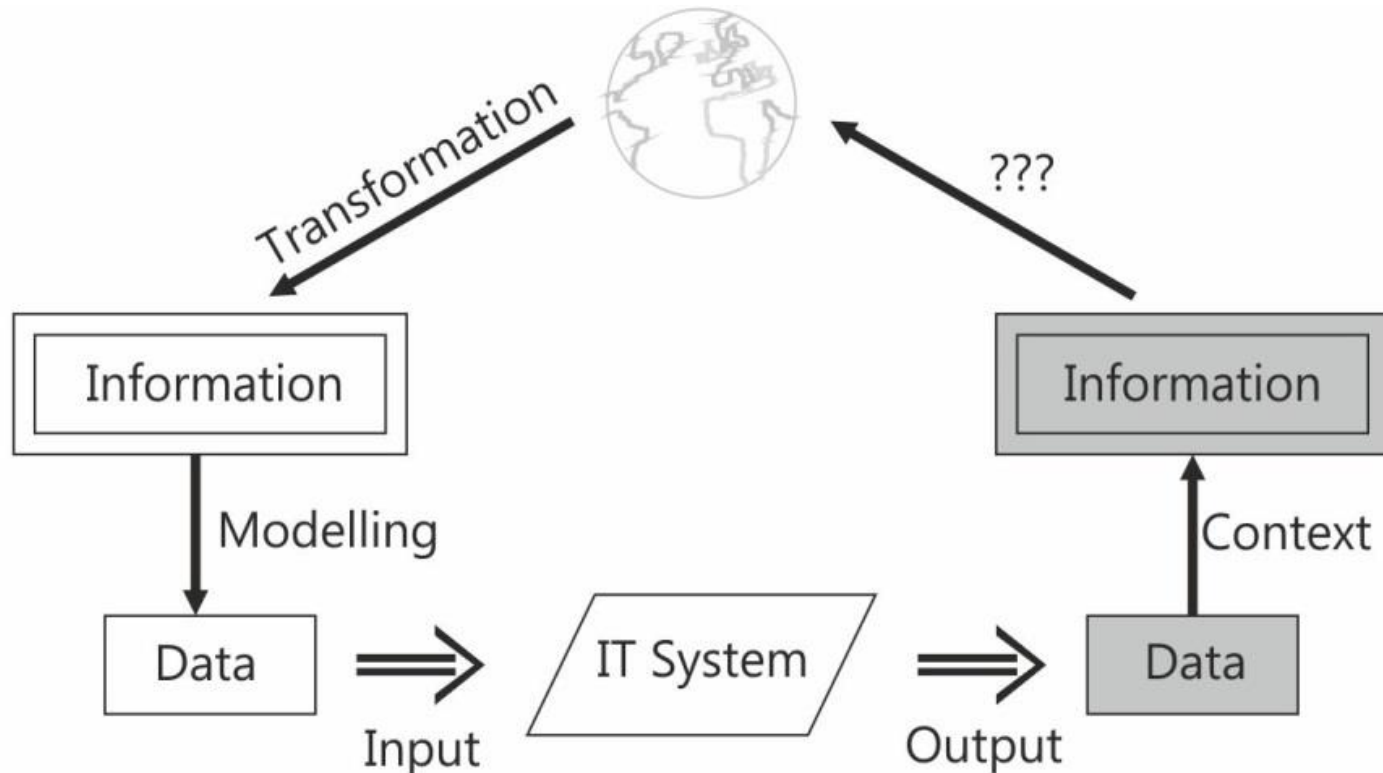 Transformation
???
Information
Information
Modelling
Context
Data
IT System
Data
Input
Output